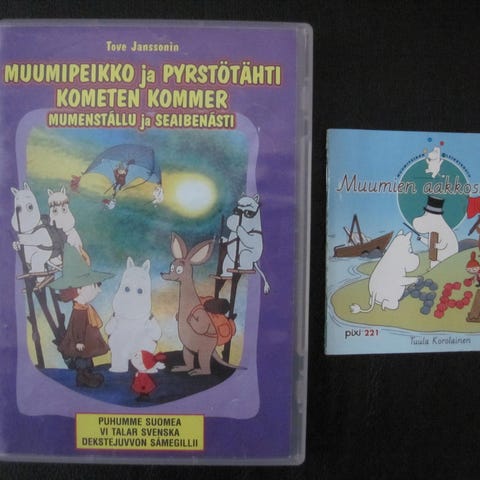 Tove Janssonin
MUUMIPEIKKO ja PYRSTÖTÄHTI
KOMETEN KOMMER
MUMENSTÁLLU ja SEAIBENÁSTI
PUHUMME SUOMEA
VI TALAR SVENSKA
DEKSTEJUVVON SÁMEGILLII
Muumien aakkos
pixi 221
Tuula Korolainen